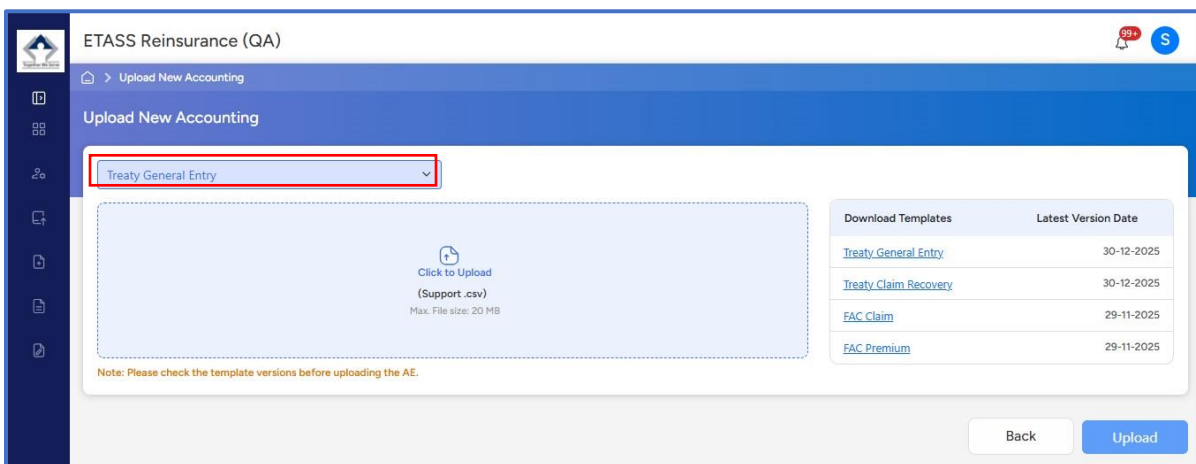 ETASS Reinsurance (QA)
99+
S
Together We Serve
> Upload New Accounting
Upload New Accounting
Treaty General Entry
Click to Upload
(Support .csv)
Max. File size: 20 MB
Note: Please check the template versions before uploading the AE.
Download Templates Latest Version Date
Treaty General Entry 30-12-2025
Treaty Claim Recovery 30-12-2025
FAC Claim 29-11-2025
FAC Premium 29-11-2025
Back Upload